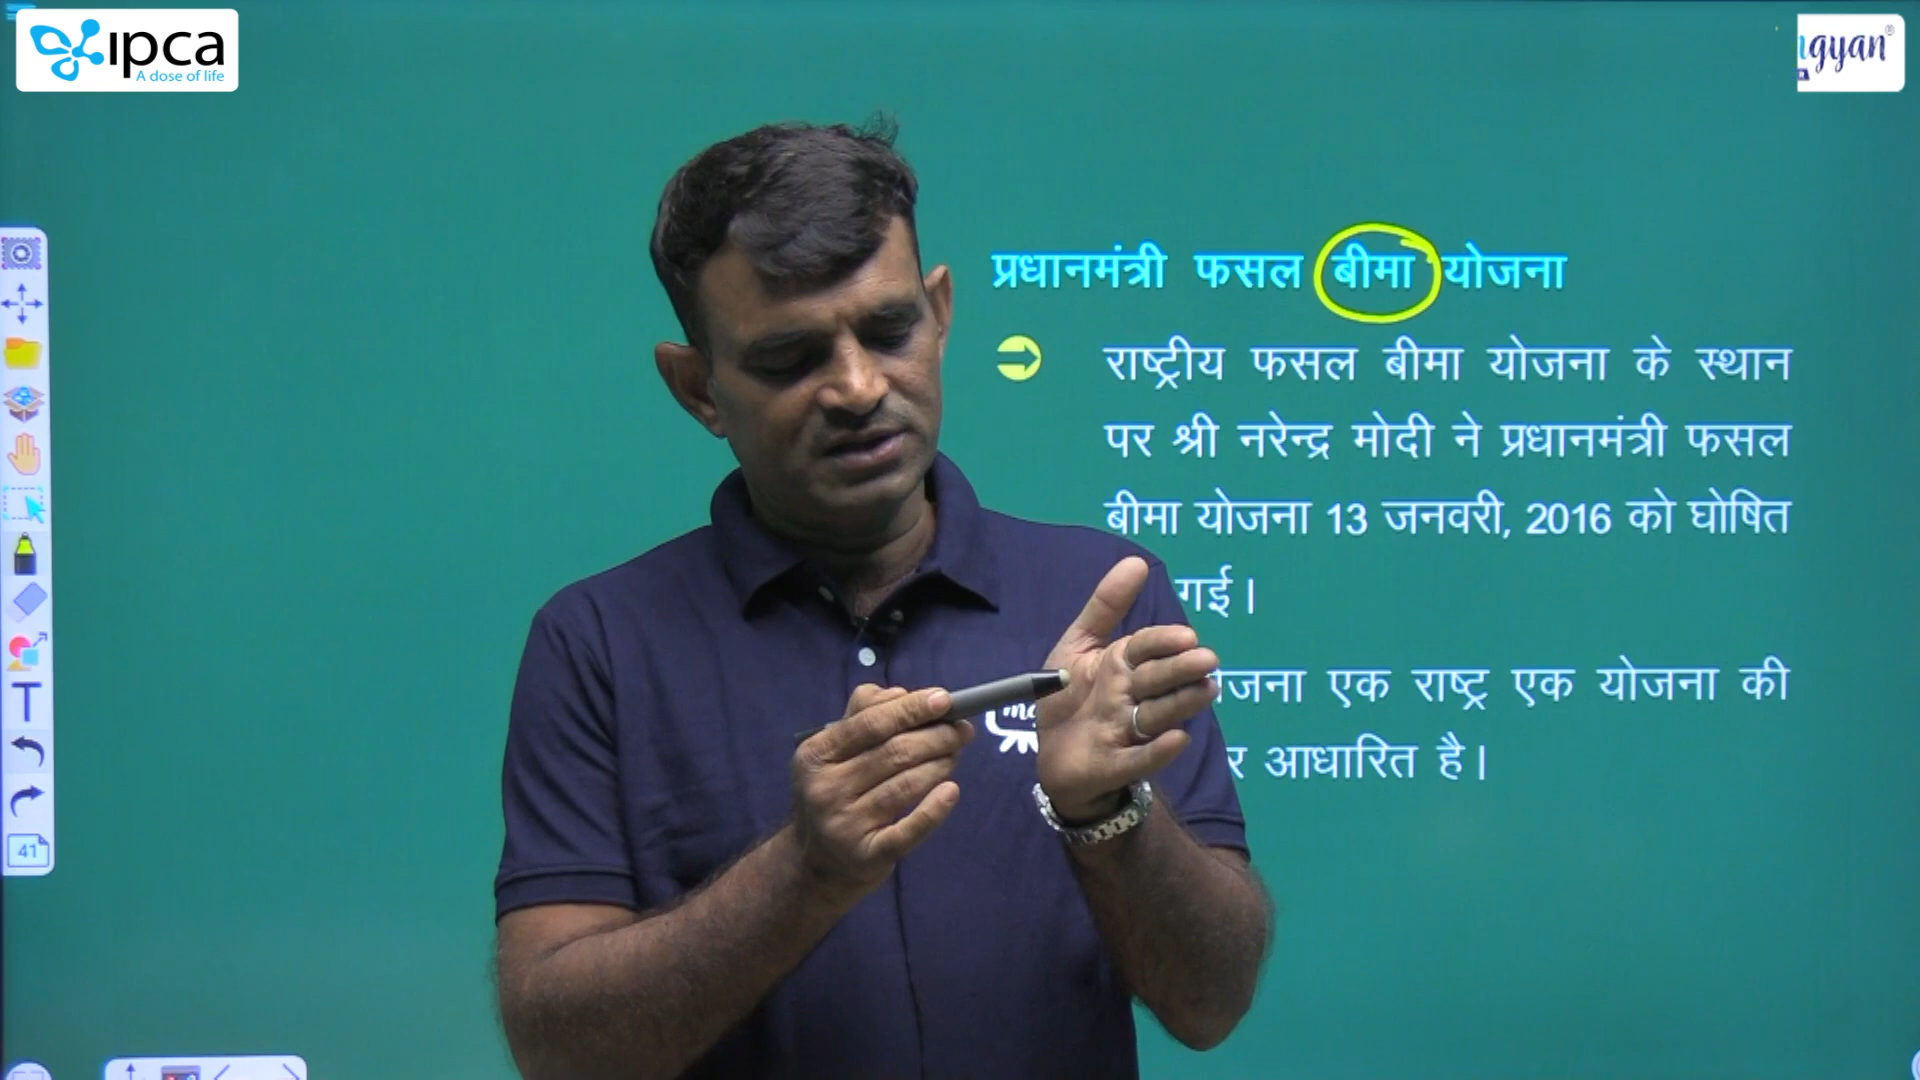 ipca
A dose of life
gyan®
प्रधानमंत्री फसल बीमा योजना
राष्ट्रीय फसल बीमा योजना के स्थान
पर श्री नरेन्द्र मोदी ने प्रधानमंत्री फसल
बीमा योजना 13 जनवरी, 2016 को घोषित
गई।
एक राष्ट्र एक योजना की
आधारित है।
T
41